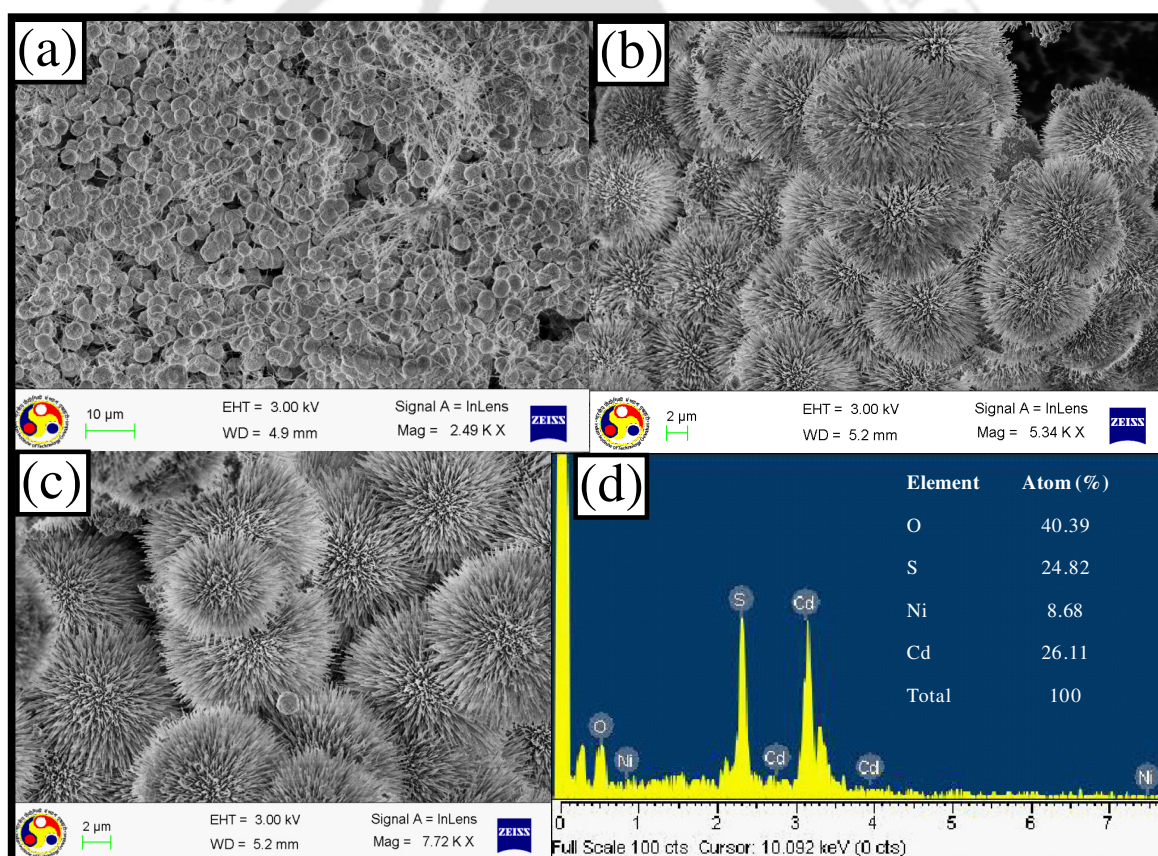 (a)
10 µm
EHT = 3.00 kV
WD = 4.9 mm
Signal A = InLens
Mag = 2.49 K X
ZEISS
(b)
2 µm
EHT = 3.00 kV
WD = 5.2 mm
Signal A = InLens
Mag = 5.34 K X
ZEISS
(c)
2 µm
EHT = 3.00 kV
WD = 5.2 mm
Signal A = InLens
Mag = 7.72 K X
ZEISS
(d)
Element Atom (%)
O 40.39
S 24.82
Ni 8.68
Cd 26.11
Total 100
S
Cd
O
Ni
Cd
Cd
Ni
0 1 2 3 4 5 6 7
Full Scale 100 cts Cursor: 10.092 keV (0 cts)